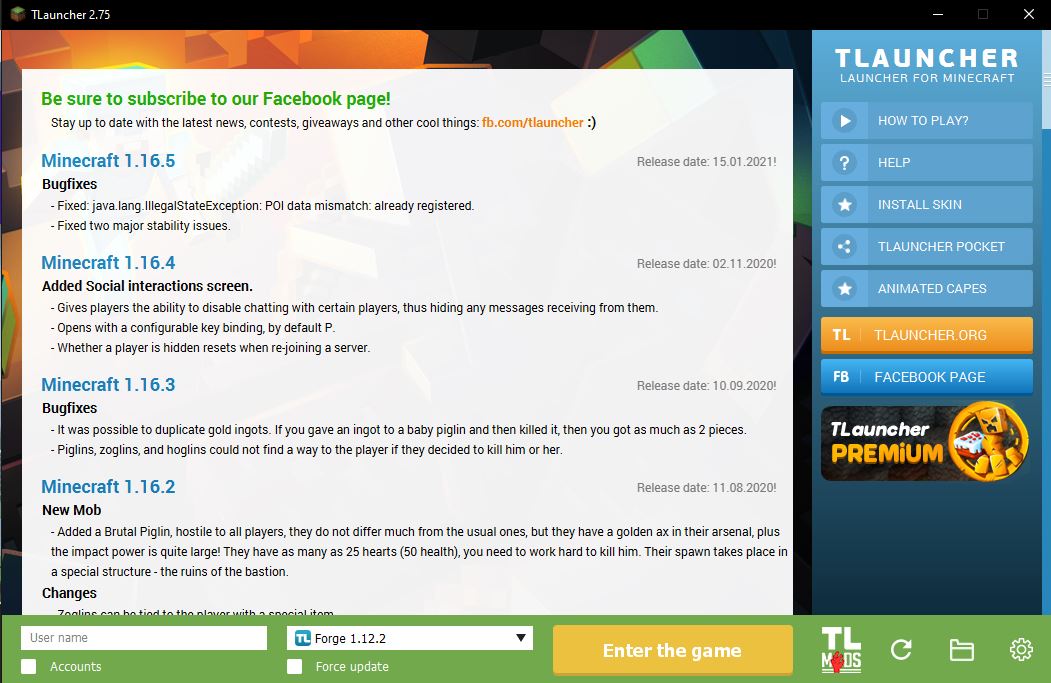 TLauncher 2.75
Be sure to subscribe to our Facebook page!
Stay up to date with the latest news, contests, giveaways and other cool things: fb.com/tlauncher :)
Minecraft 1.16.5
Release date: 15.01.2021!
Bugfixes
- Fixed: java.lang.IllegalStateException: POI data mismatch: already registered.
- Fixed two major stability issues.
Minecraft 1.16.4
Release date: 02.11.2020!
Added Social interactions screen.
- Gives players the ability to disable chatting with certain players, thus hiding any messages receiving from them.
- Opens with a configurable key binding, by default P.
- Whether a player is hidden resets when re-joining a server.
Minecraft 1.16.3
Release date: 10.09.2020!
Bugfixes
- It was possible to duplicate gold ingots. If you gave an ingot to a baby piglin and then killed it, then you got as much as 2 pieces.
- Piglins, zoglins, and hoglins could not find a way to the player if they decided to kill him or her.
Minecraft 1.16.2
Release date: 11.08.2020!
New Mob
- Added a Brutal Piglin, hostile to all players, they do not differ much from the usual ones, but they have a golden ax in their arsenal, plus
the impact power is quite large! They have as many as 25 hearts (50 health), you need to work hard to kill him. Their spawn takes place in
a special structure - the ruins of the bastion.
Changes
- Zoglins can be tied to the player with a special item
TLAUNCHER
LAUNCHER FOR MINECRAFT
HOW TO PLAY?
? HELP
INSTALL SKIN
TLAUNCHER POCKET
ANIMATED CAPES
TL TLAUNCHER.ORG
FB FACEBOOK PAGE
TLauncher
PREMIUM
User name
Accounts
TL Forge 1.12.2
Force update
Enter the game
TL
MODS